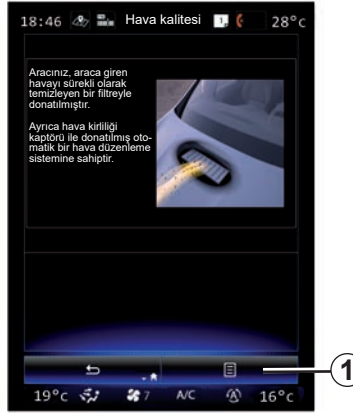 18:46 Hava kalitesi 1 28°c
Aracınız, araca giren
havayı sürekli olarak
temizleyen bir filtreyle
donatılmıştır.
Ayrıca hava kirliliği
kaptörü ile donatılmış oto-
matik bir hava düzenleme
sistemine sahiptir.
1
19°c 7 A/C A 16°c